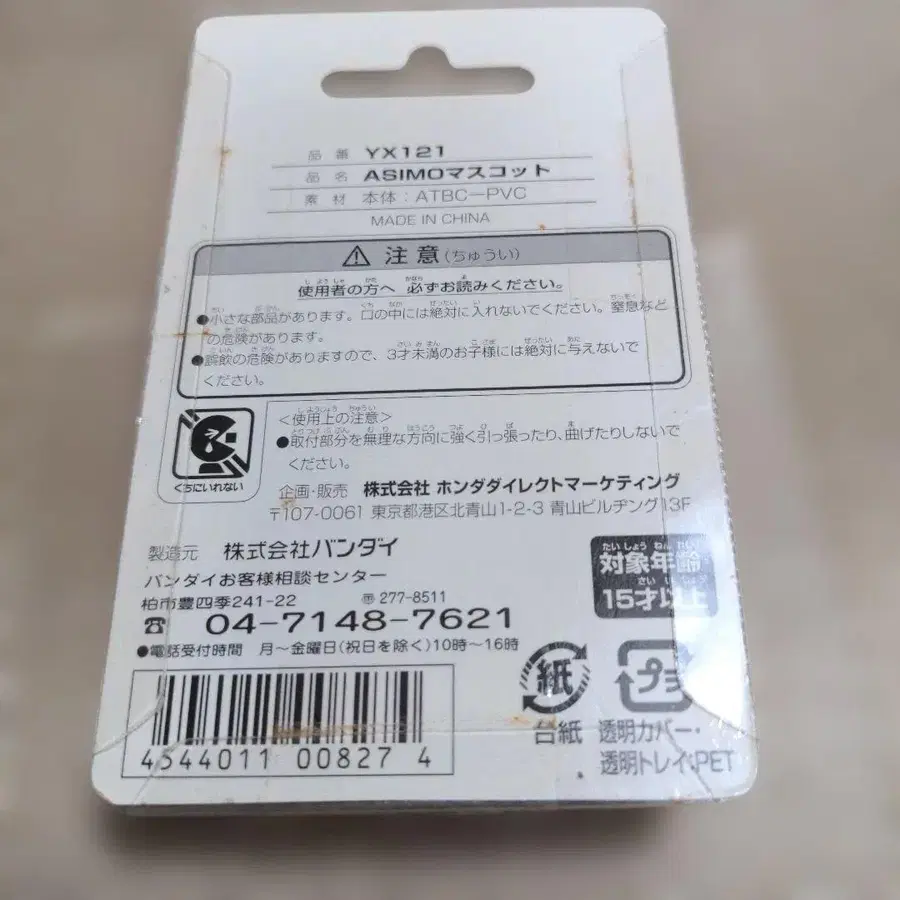 品番 YX121
品名 ASIMOマスコット
素材 本体：ATBC－PVC
MADE IN CHINA
注意(ちゅうい)
使用者の方へ 必ずお読みください。
●小さな部品があります。口の中には絶対に入れないでください。窒息など
の危険があります。
●誤飲の危険がありますので、3才未満のお子様には絶対に与えないで
ください。
くちにいれない
＜使用上の注意＞
●取付部分を無理な方向に強く引っ張ったり、曲げたりしないで
ください。
企画・販売 株式会社 ホンダダイレクトマーケティング
〒107-0061 東京都港区北青山1-2-3 青山ビルヂング13F
製造元 株式会社バンダイ
バンダイお客様相談センター
柏市豊四季241-22 〠 277-8511
☎ 04-7148-7621
●電話受付時間 月～金曜日(祝日を除く)10時～16時
対象年齢
15才以上
紙
台紙
プラ
透明カバー・
透明トレイ:PET
4544011 00827 4